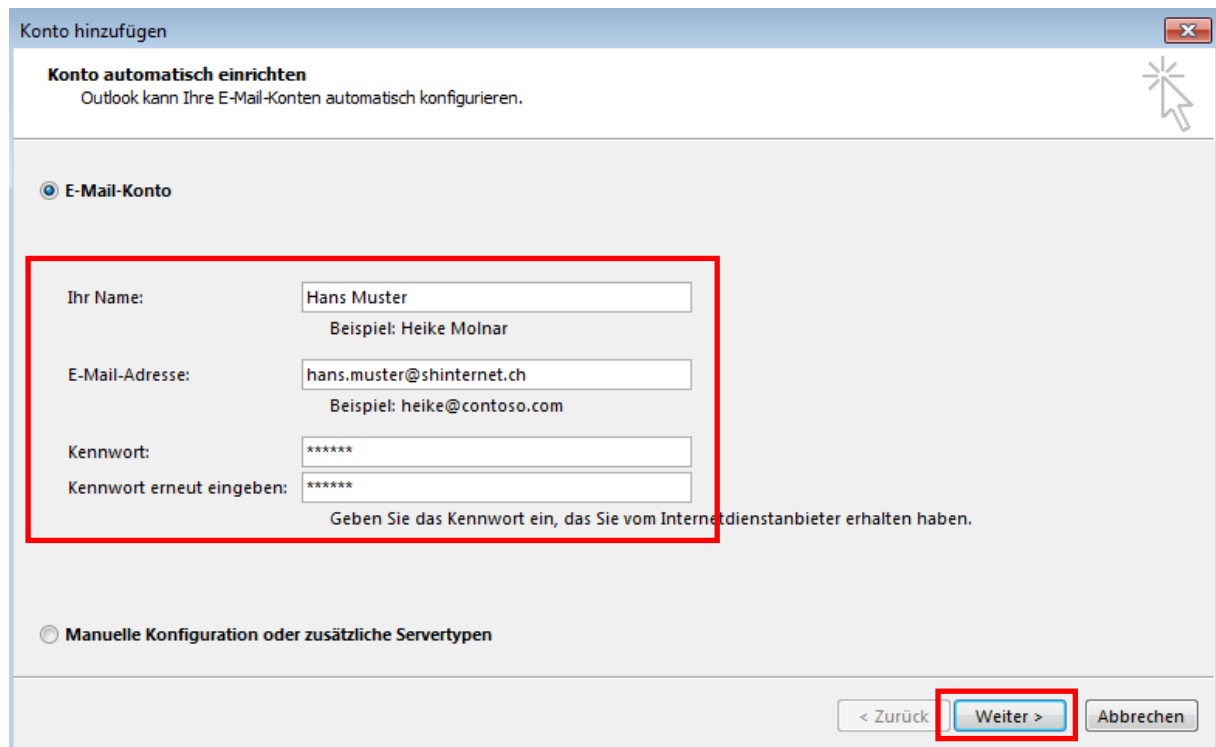 Konto hinzufügen
Konto automatisch einrichten
Outlook kann Ihre E-Mail-Konten automatisch konfigurieren.
E-Mail-Konto
Ihr Name: Hans Muster
Beispiel: Heike Molnar
E-Mail-Adresse: hans.muster@shinternet.ch
Beispiel: heike@contoso.com
Kennwort: ******
Kennwort erneut eingeben: ******
Geben Sie das Kennwort ein, das Sie vom Internetdienstanbieter erhalten haben.
Manuelle Konfiguration oder zusätzliche Servertypen
< Zurück Weiter > Abbrechen